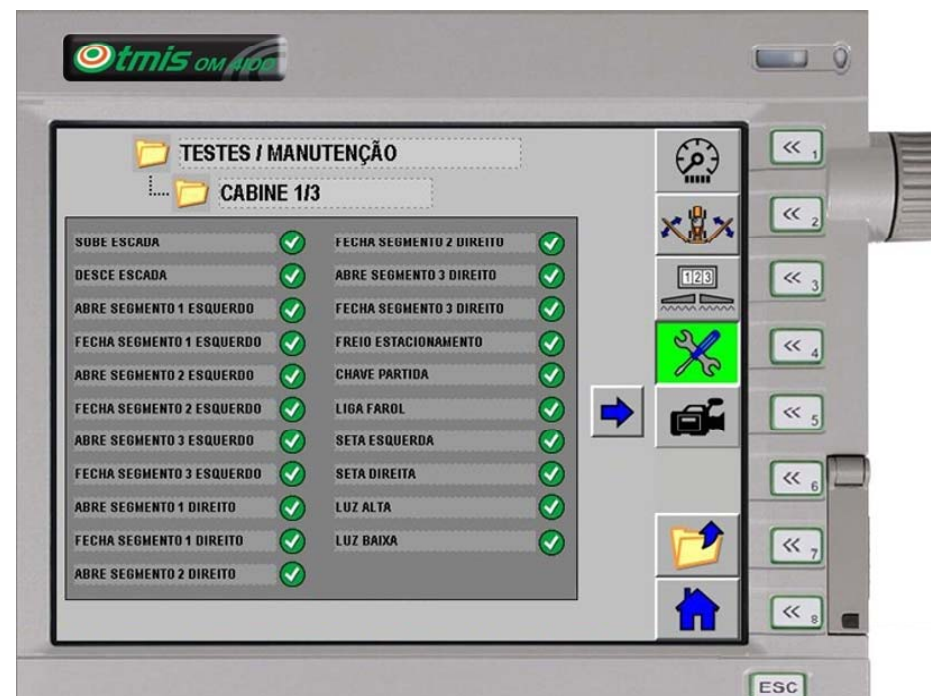 Otmis OM 4100
TESTES / MANUTENÇÃO
CABINE 1/3
SOBE ESCADA
DESCE ESCADA
ABRE SEGMENTO 1 ESQUERDO
FECHA SEGMENTO 1 ESQUERDO
ABRE SEGMENTO 2 ESQUERDO
FECHA SEGMENTO 2 ESQUERDO
ABRE SEGMENTO 3 ESQUERDO
FECHA SEGMENTO 3 ESQUERDO
ABRE SEGMENTO 1 DIREITO
FECHA SEGMENTO 1 DIREITO
ABRE SEGMENTO 2 DIREITO
FECHA SEGMENTO 2 DIREITO
ABRE SEGMENTO 3 DIREITO
FECHA SEGMENTO 3 DIREITO
FREIO ESTACIONAMENTO
CHAVE PARTIDA
LIGA FAROL
SETA ESQUERDA
SETA DIREITA
LUZ ALTA
LUZ BAIXA
123
<< 1
<< 2
<< 3
<< 4
<< 5
<< 6
<< 7
<< 8
ESC